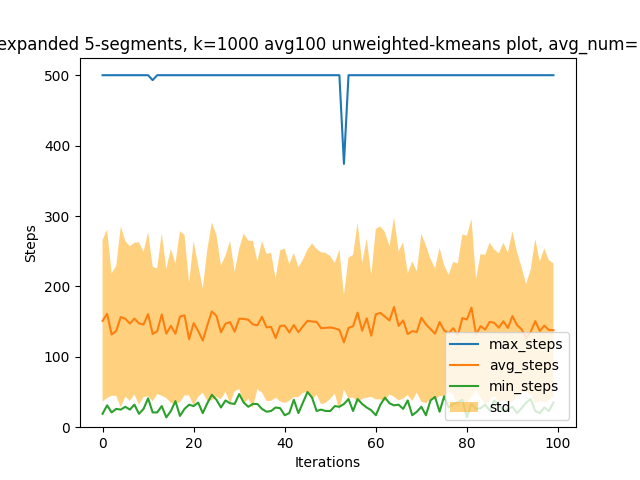 expanded 5-segments, k=1000 avg100 unweighted-kmeans plot, avg_num=
500
400
300
200
100
0
Steps
0 20 40 60 80 100
Iterations
max_steps
avg_steps
min_steps
std